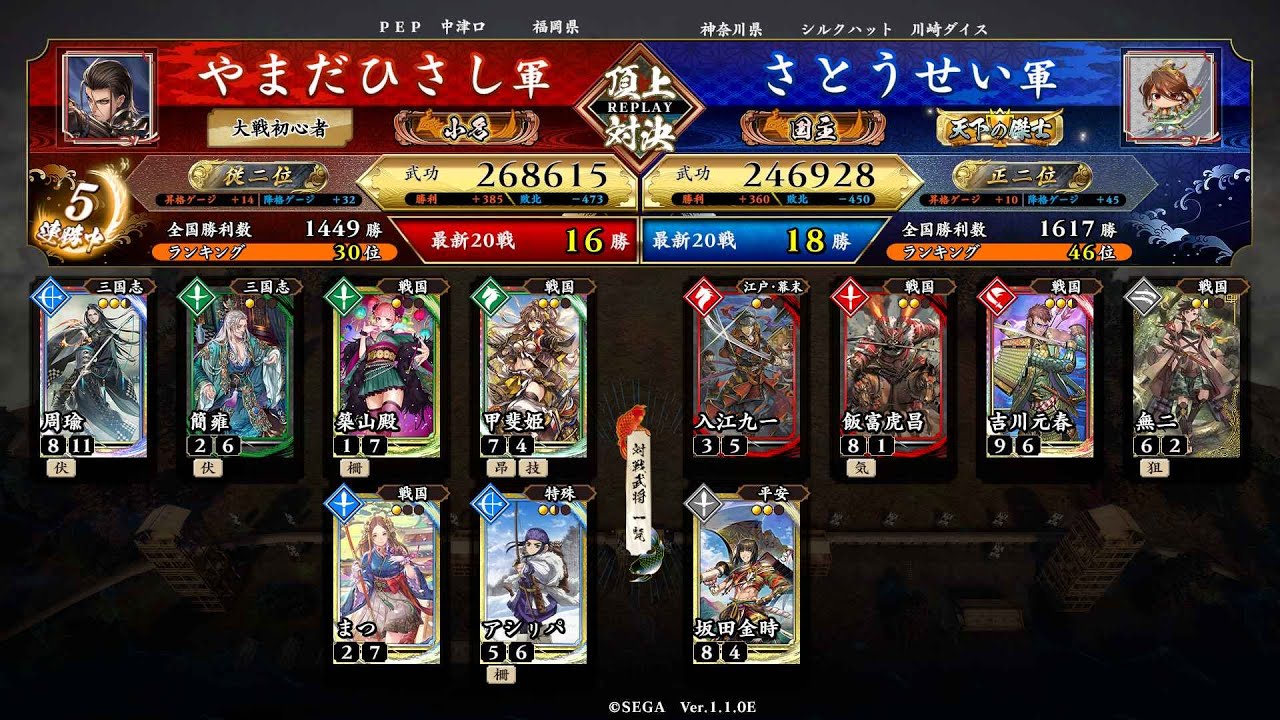 PEP 中津口 福岡県
神奈川県 シルクハット 川崎ダイス
やまだひさし軍
頂上
REPLAY
対決
さとうせい軍
大戦初心者
小名
国主
天下の傑士
5
連勝中
従二位
昇格ゲージ +14 降格ゲージ +32
武功 268615
勝利 +385 敗北 -473
武功 246928
勝利 +360 敗北 -450
正二位
昇格ゲージ +10 降格ゲージ +45
全国勝利数 1449勝
ランキング 30位
最新20戦 16勝
最新20戦 18勝
全国勝利数 1617勝
ランキング 46位
三国志
周瑜
8 11
伏
三国志
簡雍
2 6
伏
戦国
築山殿
1 7
柵
戦国
甲斐姫
7 4
昂 技
戦国
まつ
2 7
特殊
アシㇼパ
5 6
柵
対戦武将一覧
江戸・幕末
入江九一
3 5
戦国
飯富虎昌
8 1
気
戦国
吉川元春
9 6
戦国
無二
6 2
狙
平安
坂田金時
8 4
©SEGA Ver.1.1.0E